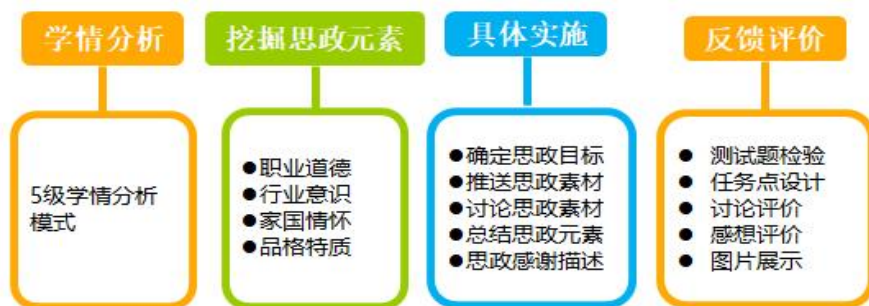 学情分析
挖掘思政元素
具体实施
反馈评价
5级学情分析
模式
●职业道德
●行业意识
●家国情怀
●品格特质
●确定思政目标
●推送思政素材
●讨论思政素材
●总结思政元素
●思政感谢描述
● 测试题检验
● 任务点设计
● 讨论评价
● 感想评价
● 图片展示